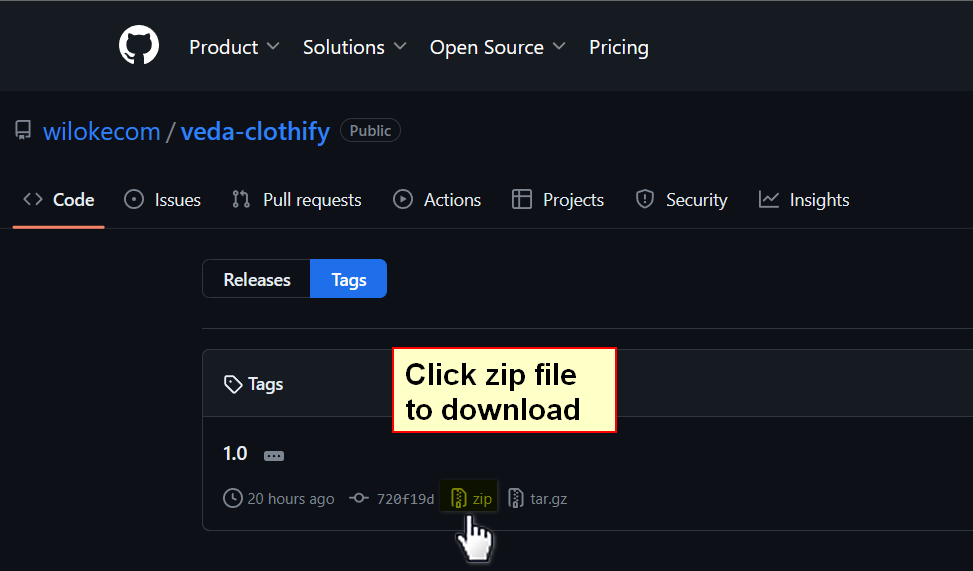 Product Solutions Open Source Pricing
wilokecom / veda-clothify Public
Code Issues Pull requests Actions Projects Security Insights
Releases Tags
Tags
Click zip file
to download
1.0
20 hours ago 720f19d zip tar.gz